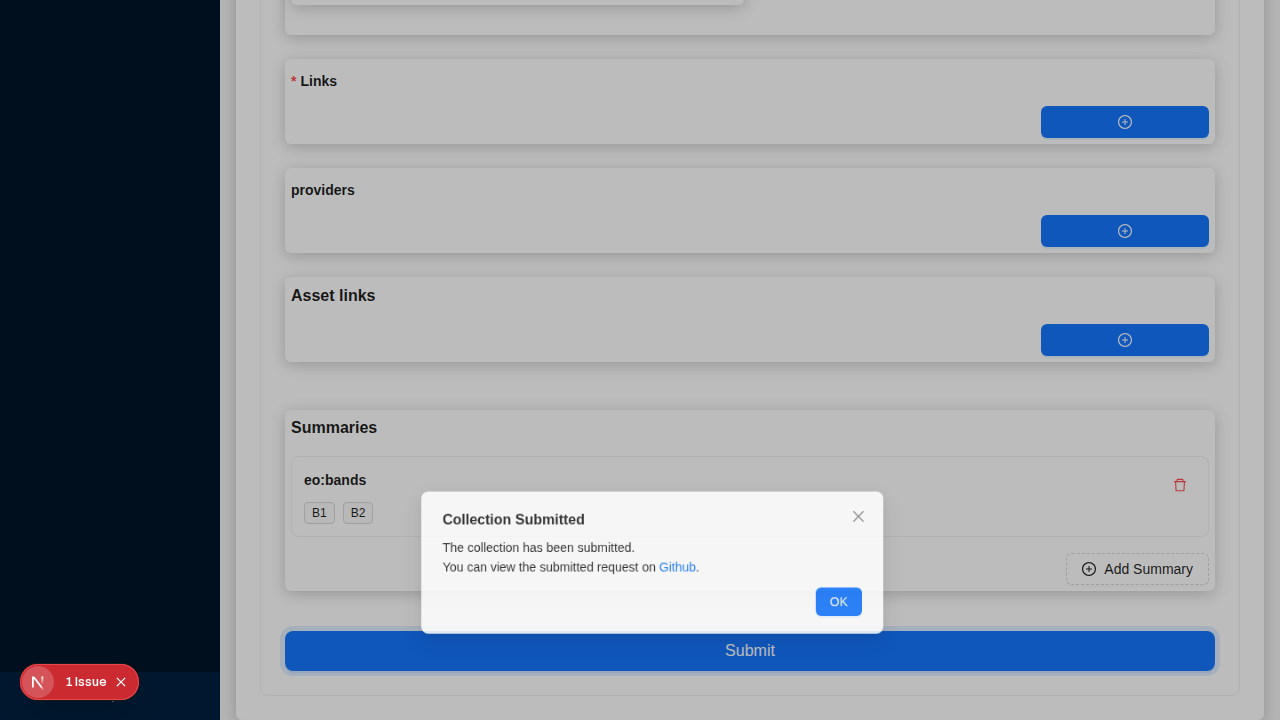 * Links
providers
Asset links
Summaries
eo:bands
B1 B2
Collection Submitted
The collection has been submitted.
You can view the submitted request on Github.
OK
Add Summary
Submit
N 1 Issue